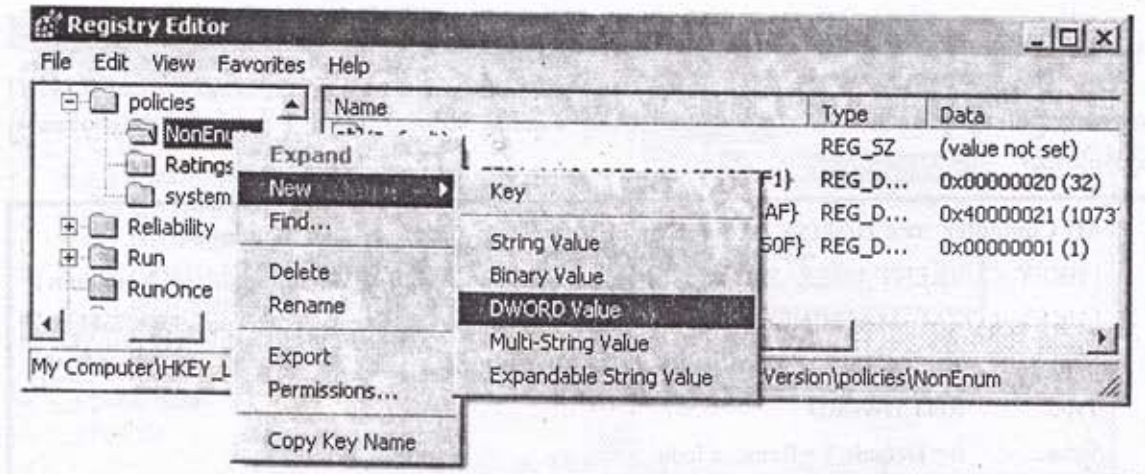 Registry Editor
File Edit View Favorites Help
policies
NonEnum
Ratings
system
Reliability
Run
RunOnce
Name Type Data
REG_SZ (value not set)
F1} REG_D... 0x00000020 (32)
AF} REG_D... 0x40000021 (1073
50F} REG_D... 0x00000001 (1)
Expand
New
Find...
Delete
Rename
Export
Permissions...
Copy Key Name
Key
String Value
Binary Value
DWORD Value
Multi-String Value
Expandable String Value
My Computer\HKEY_L
Version\policies\NonEnum